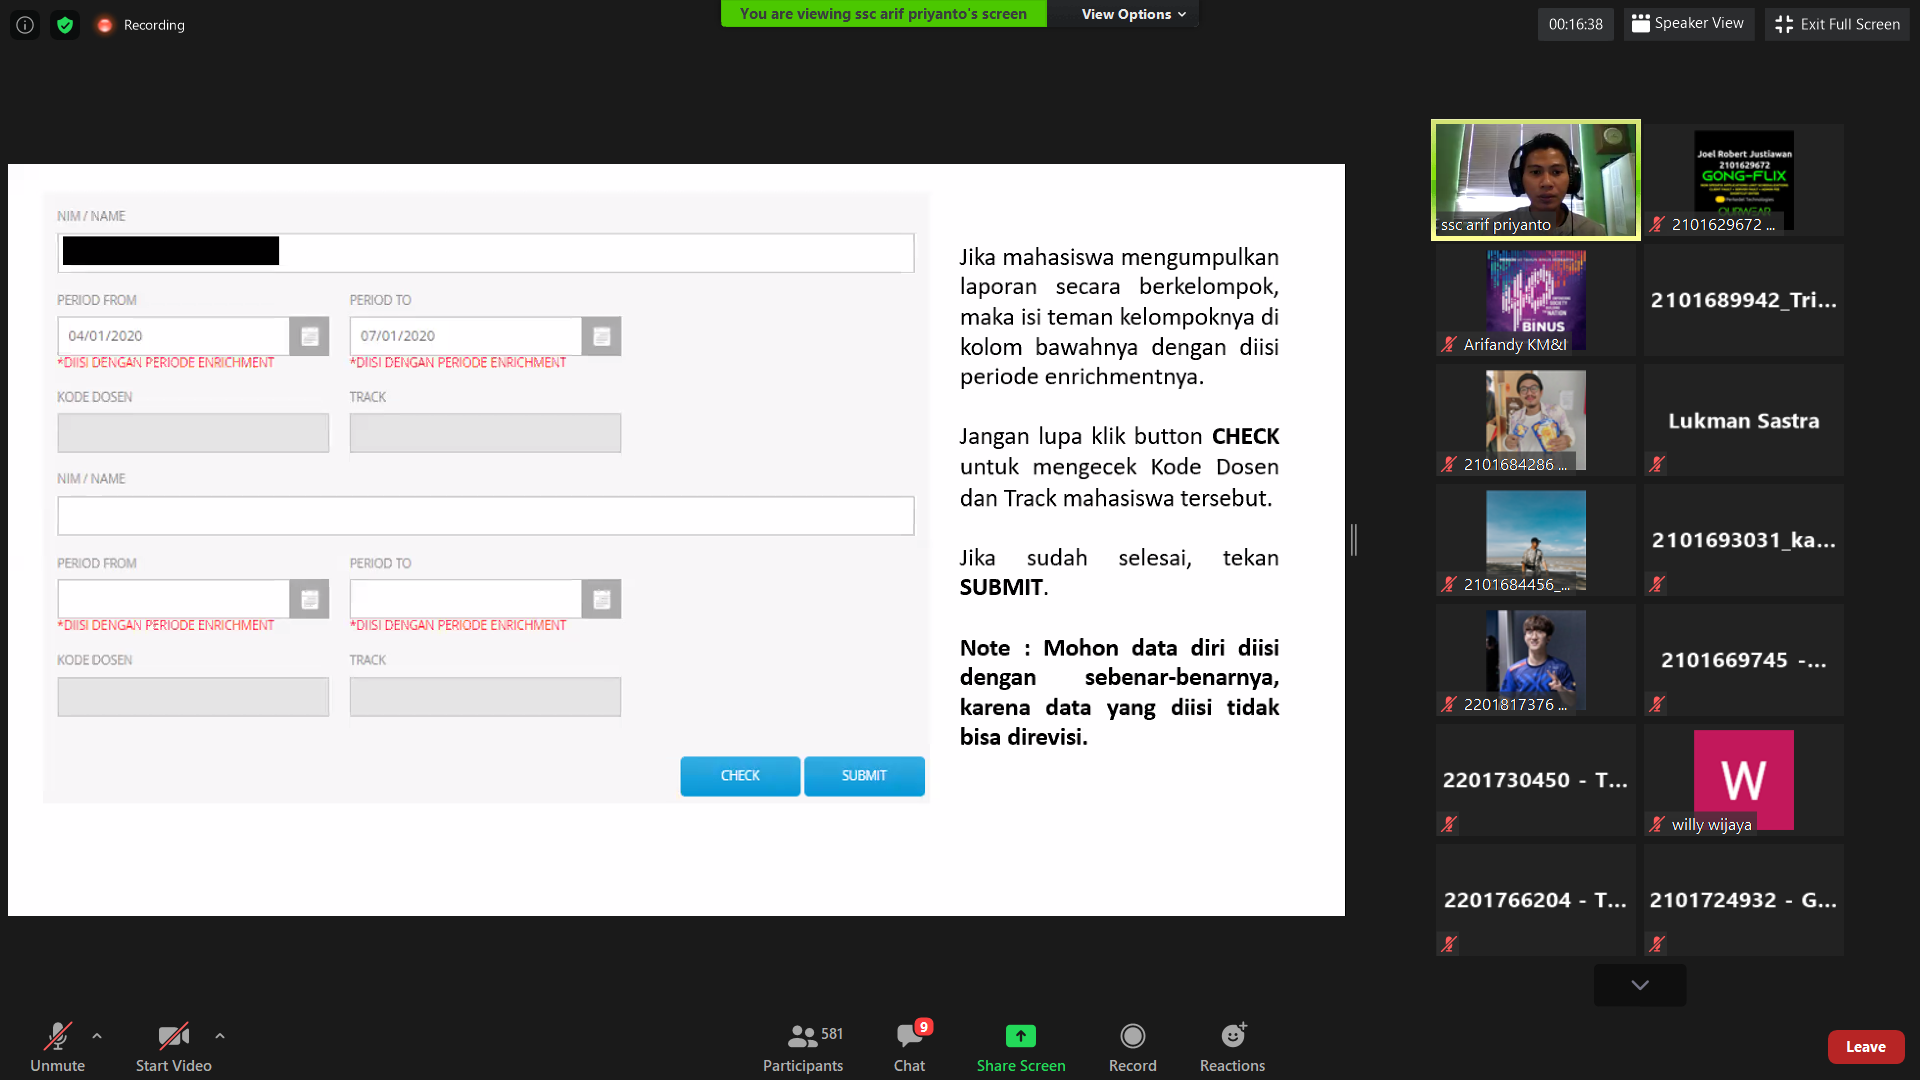 Recording
You are viewing ssc arif priyanto's screen
View Options
00:16:38
Speaker View
Exit Full Screen
NIM / NAME
PERIOD FROM
PERIOD TO
04/01/2020
07/01/2020
*DIISI DENGAN PERIODE ENRICHMENT
*DIISI DENGAN PERIODE ENRICHMENT
KODE DOSEN
TRACK
NIM / NAME
PERIOD FROM
PERIOD TO
*DIISI DENGAN PERIODE ENRICHMENT
*DIISI DENGAN PERIODE ENRICHMENT
KODE DOSEN
TRACK
CHECK
SUBMIT
Jika mahasiswa mengumpulkan
laporan secara berkelompok,
maka isi teman kelompoknya di
kolom bawahnya dengan diisi
periode enrichmentnya.
Jangan lupa klik button CHECK
untuk mengecek Kode Dosen
dan Track mahasiswa tersebut.
Jika sudah selesai, tekan
SUBMIT.
Note : Mohon data diri diisi
dengan sebenar-benarnya,
karena data yang diisi tidak
bisa direvisi.
ssc arif priyanto
Joel Robert Justiawan
2101629672
GONG-FLIX
2101629672 ...
BINUS
Arifandy KM&I
2101689942_Tri...
2101684286 ...
Lukman Sastra
2101684456_...
2101693031_ka...
2201817376 ...
2101669745 -...
2201730450 - T...
W
willy wijaya
2201766204 - T...
2101724932 - G...
Unmute
Start Video
581
Participants
9
Chat
Share Screen
Record
Reactions
Leave